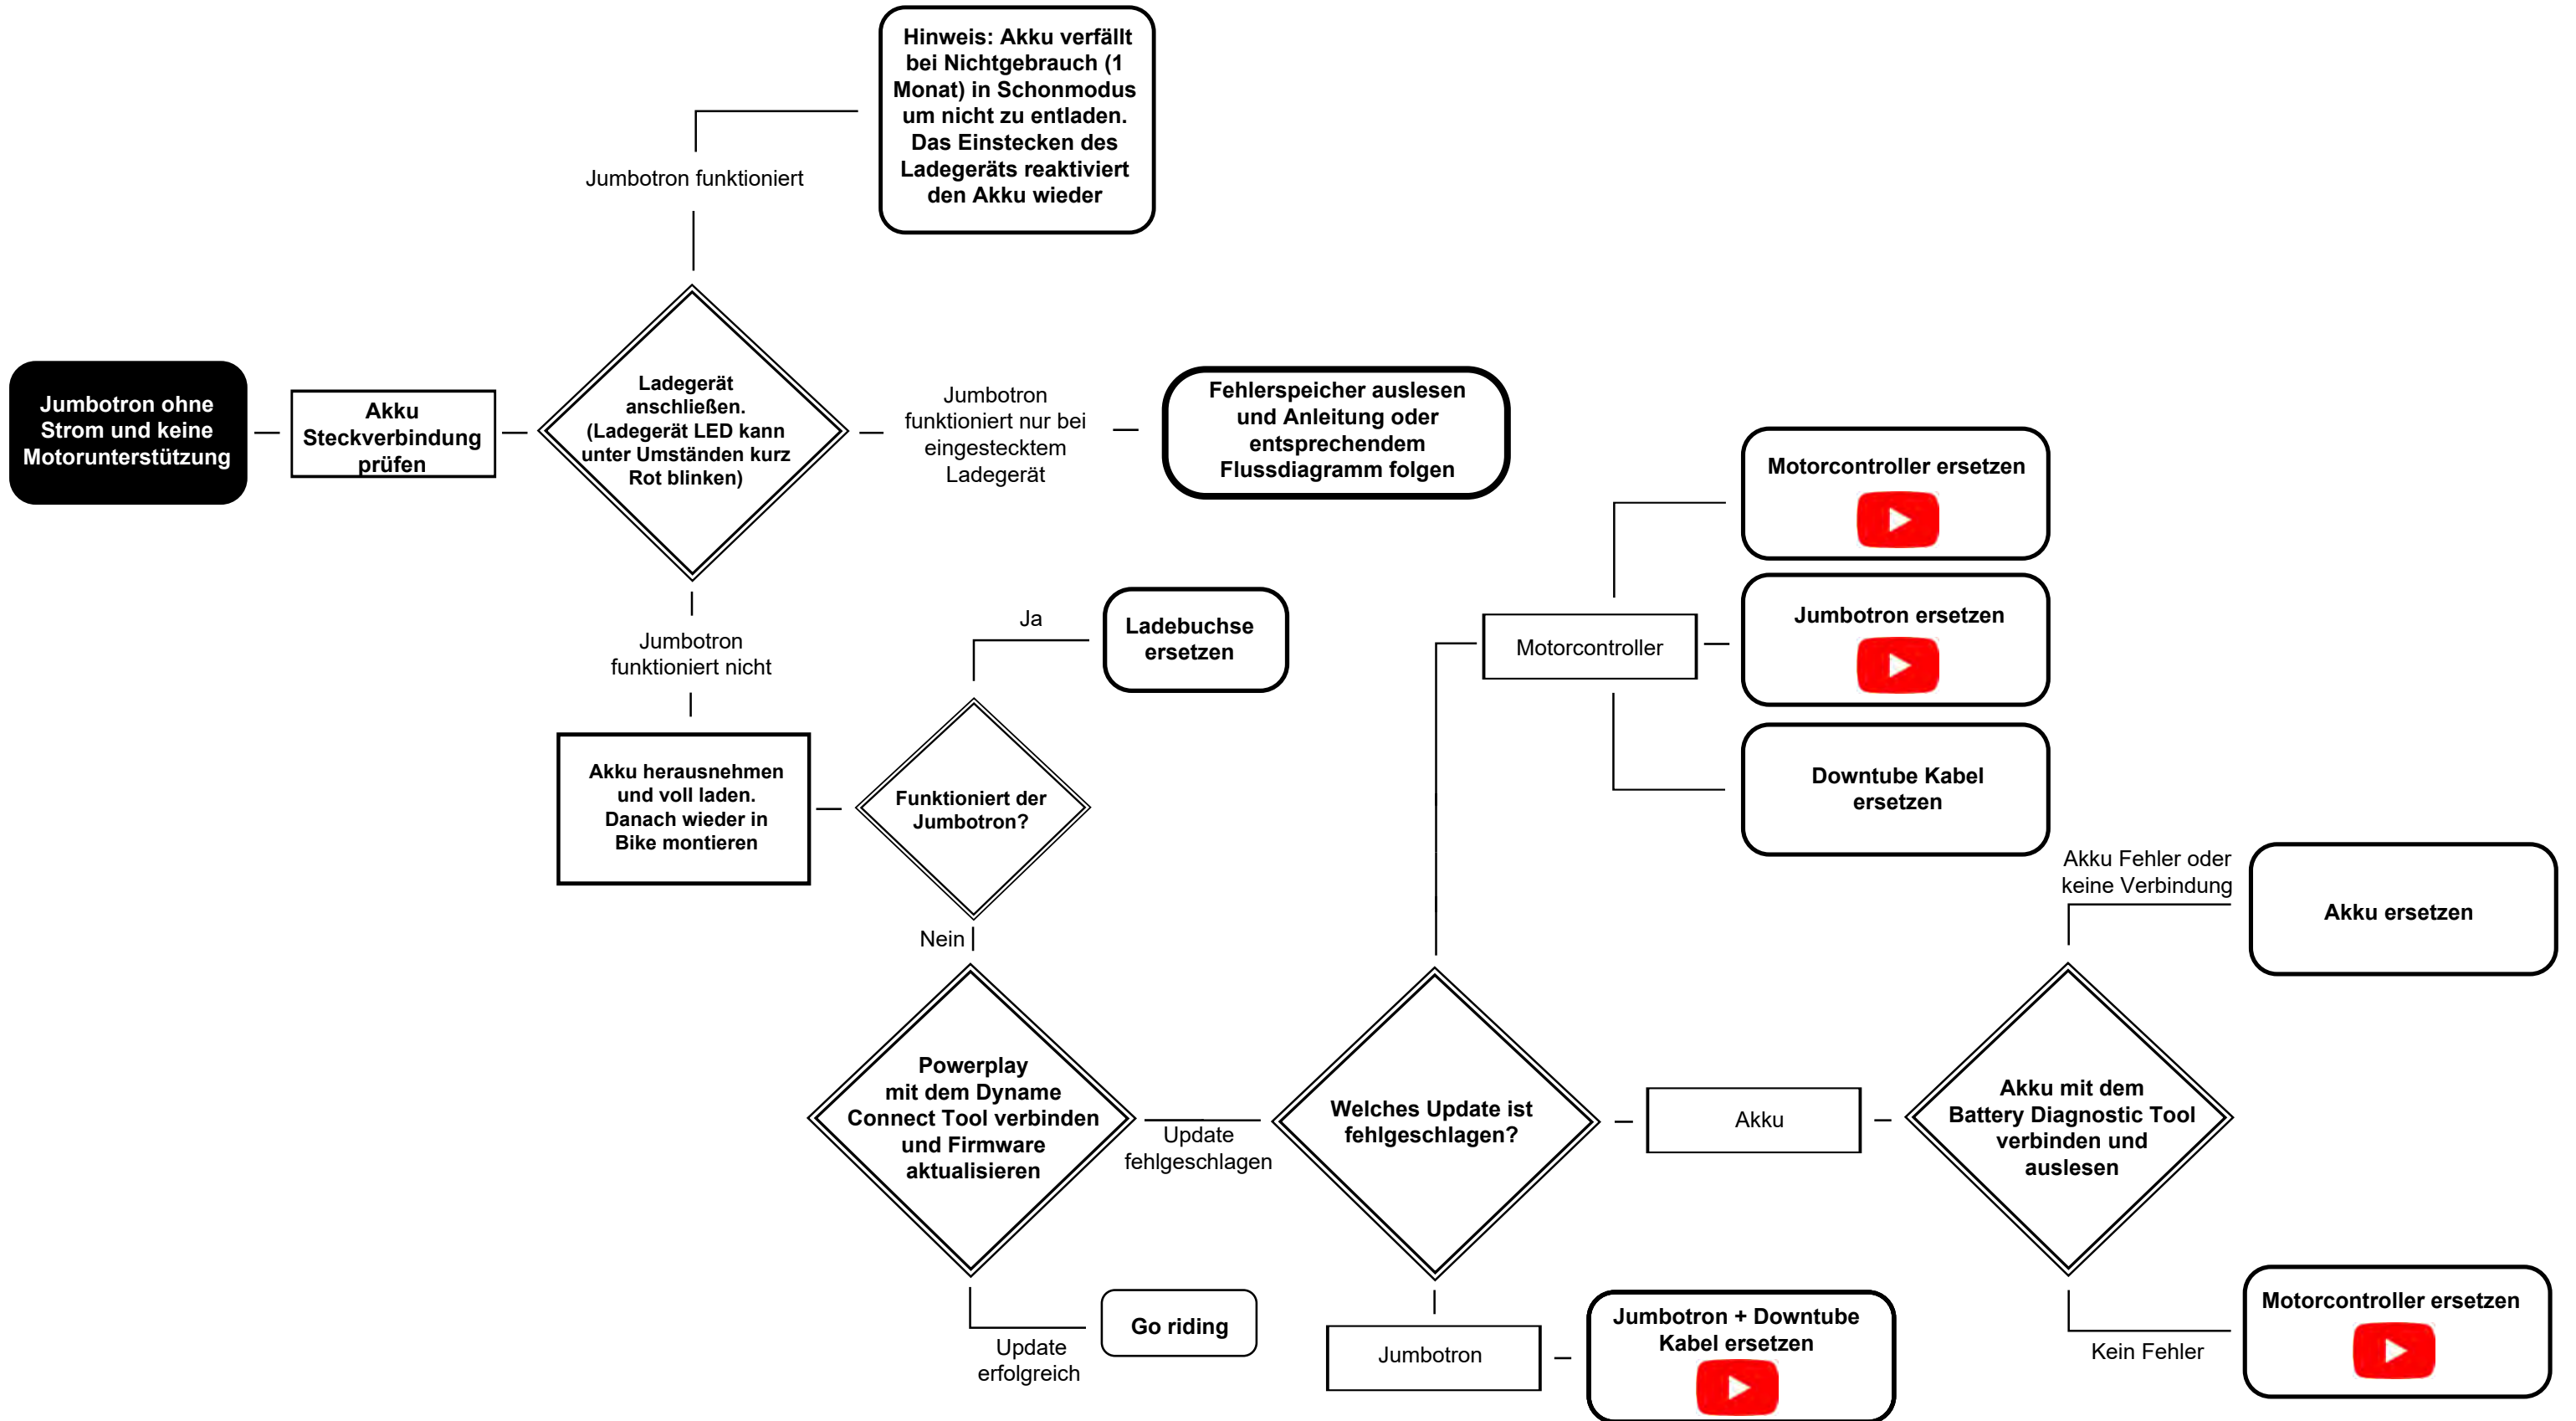 Hinweis: Akku verfällt
bei Nichtgebrauch (1
Monat) in Schonmodus
um nicht zu entladen.
Das Einstecken des
Ladegeräts reaktiviert
den Akku wieder
Jumbotron funktioniert
Jumbotron ohne
Strom und keine
Motorunterstützung
Akku
Steckverbindung
prüfen
Ladegerät
anschließen.
(Ladegerät LED kann
unter Umständen kurz
Rot blinken)
Jumbotron
funktioniert nur bei
eingestecktem
Ladegerät
Fehlerspeicher auslesen
und Anleitung oder
entsprechendem
Flussdiagramm folgen
Jumbotron
funktioniert nicht
Akku herausnehmen
und voll laden.
Danach wieder in
Bike montieren
Funktioniert der
Jumbotron?
Ja
Ladebuchse
ersetzen
Nein
Powerplay
mit dem Dyname
Connect Tool verbinden
und Firmware
aktualisieren
Update
erfolgreich
Go riding
Update
fehlgeschlagen
Welches Update ist
fehlgeschlagen?
Motorcontroller
Motorcontroller ersetzen
Jumbotron ersetzen
Downtube Kabel
ersetzen
Akku
Akku mit dem
Battery Diagnostic Tool
verbinden und
auslesen
Akku Fehler oder
keine Verbindung
Akku ersetzen
Kein Fehler
Motorcontroller ersetzen
Jumbotron
Jumbotron + Downtube
Kabel ersetzen